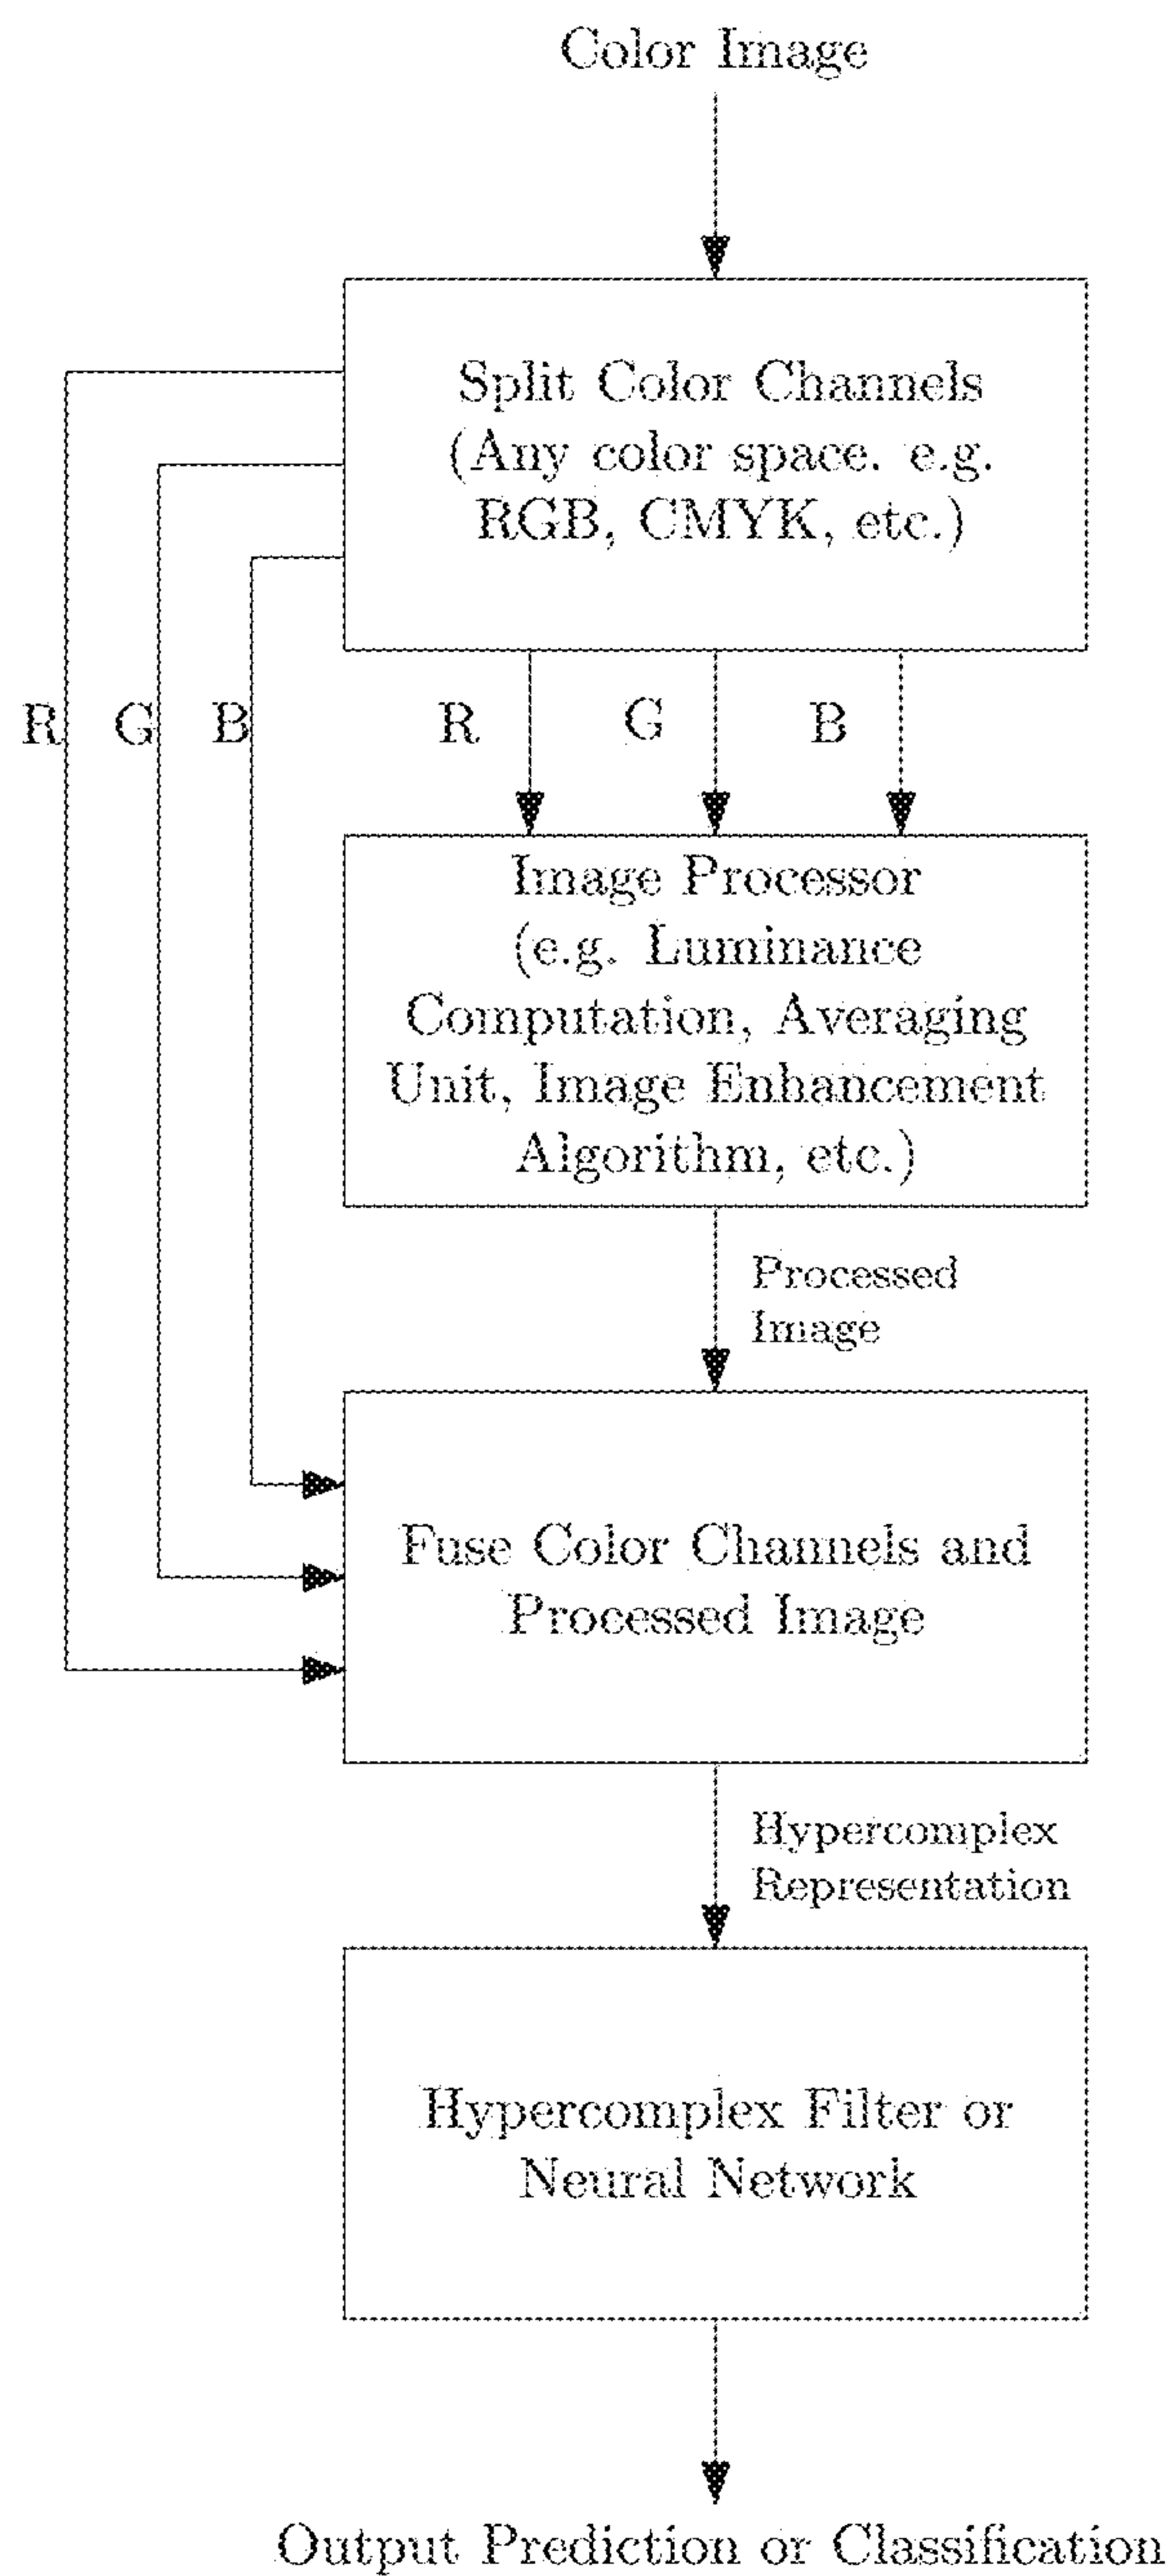 Color Image
Split Color Channels
(Any color space. e.g.
RGB, CMYK, etc.)
R G B R G B
Image Processor
(e.g. Luminance
Computation, Averaging
Unit, Image Enhancement
Algorithm, etc.)
Processed
Image
Fuse Color Channels and
Processed Image
Hypercomplex
Representation
Hypercomplex Filter or
Neural Network
Output Prediction or Classification